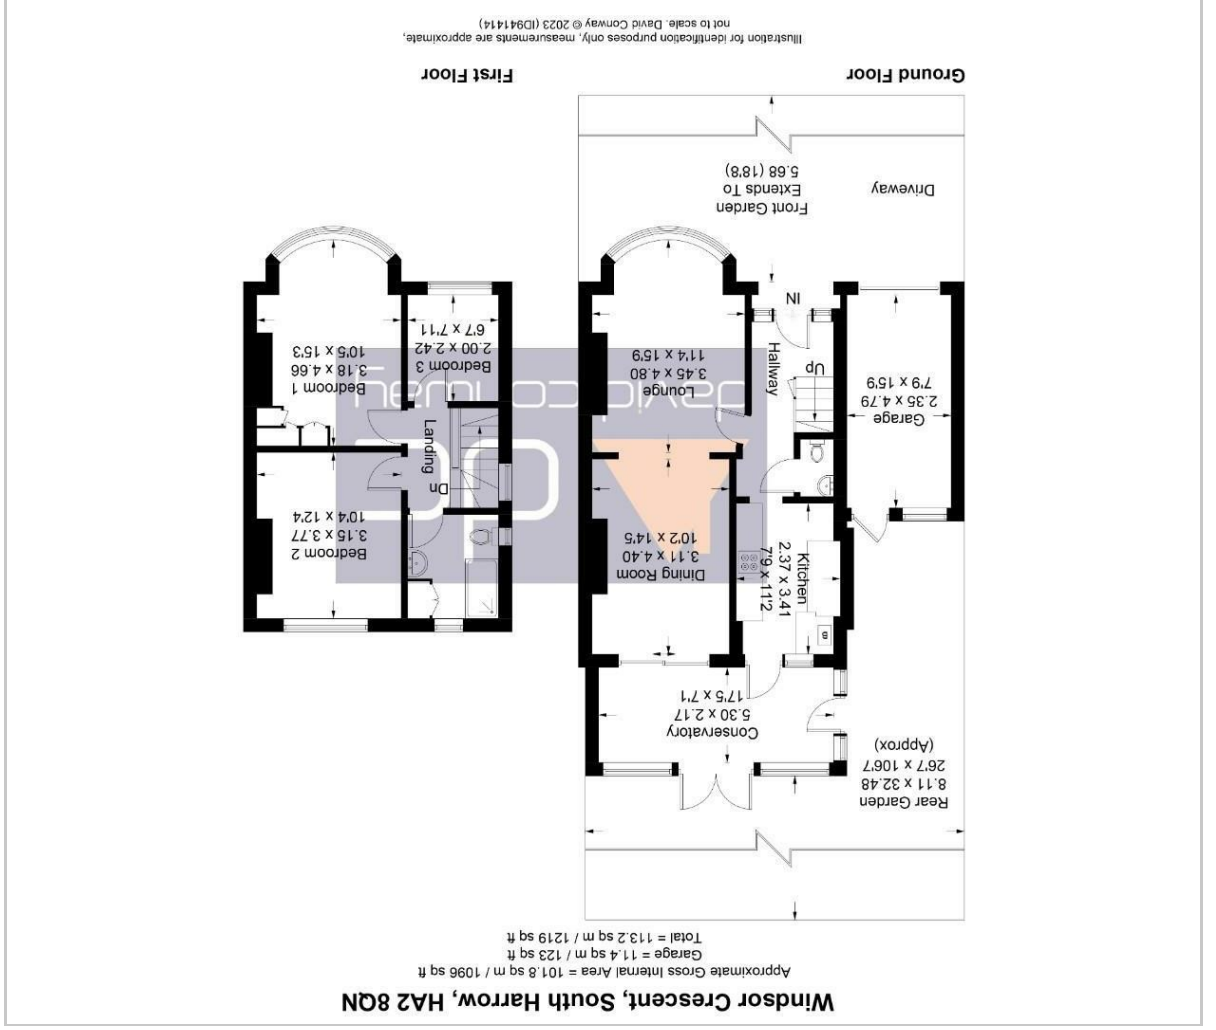 Windsor Crescent, South Harrow, HA2 8QN
Approximate Gross Internal Area = 101.8 sq m / 1096 sq ft
Garage = 11.4 sq m / 123 sq ft
Total = 113.2 sq m / 1219 sq ft
Rear Garden
8.11 x 32.48
26'7 x 106'7
(Approx)
Conservatory
5.30 x 2.17
17'5 x 7'1
Kitchen
2.37 x 3.41
7'9 x 11'2
Dining Room
3.11 x 4.40
10'2 x 14'5
Garage
2.35 x 4.79
7'9 x 15'9
Up
Hallway
Lounge
3.45 x 4.80
11'4 x 15'9
IN
Driveway
Front Garden
Extends To
5.68 (18'8)
Ground Floor
Bedroom 2
3.15 x 3.77
10'4 x 12'4
Dn
Landing
Bedroom 1
3.18 x 4.66
10'5 x 15'3
Bedroom 3
2.00 x 2.42
6'7 x 7'11
First Floor
dc
david conway
Illustration for identification purposes only, measurements are approximate,
not to scale. David Conway © 2023 (ID941414)